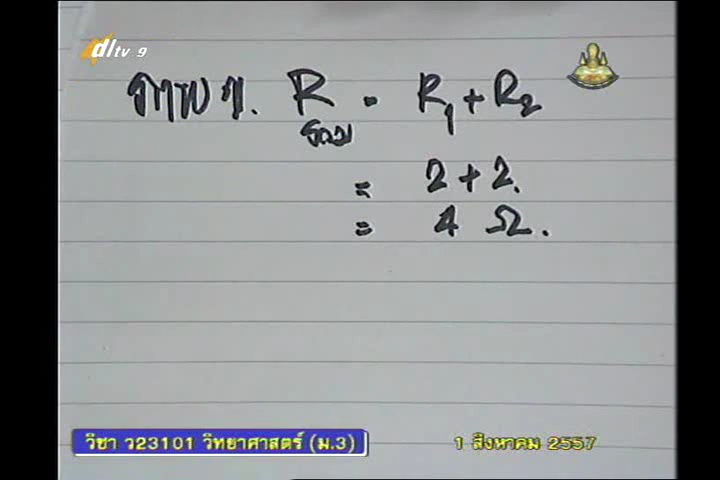 dltv 9
ภาพ ข. R รวม = R₁ + R₂
= 2 + 2.
= 4 Ω.
วิชา ว23101 วิทยาศาสตร์ (ม.3)
1 สิงหาคม 2557